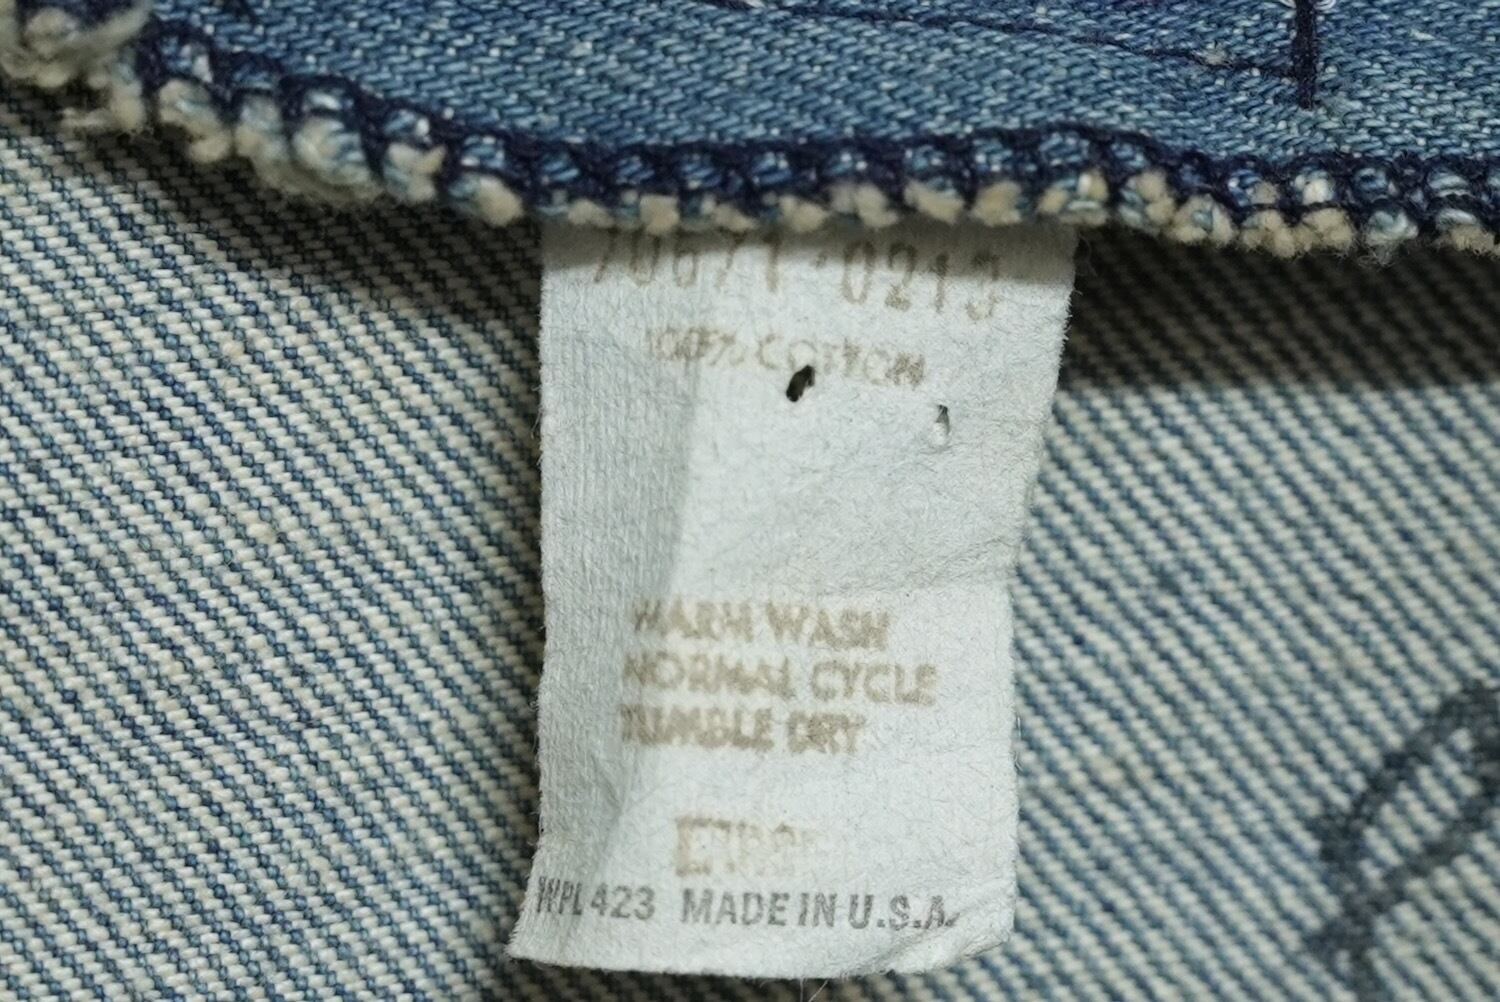 70671-0213
100% COTTON
WARM WASH
NORMAL CYCLE
TUMBLE DRY
WPL 423 MADE IN U.S.A.